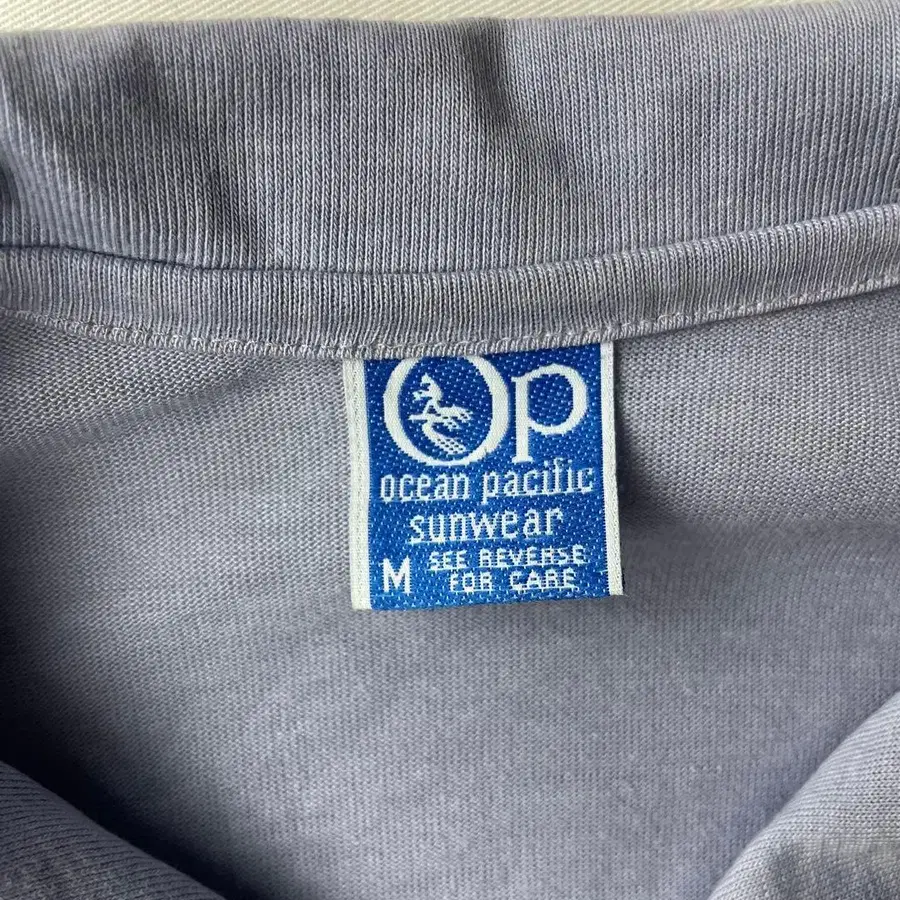 Op
ocean pacific
sunwear
M SEE REVERSE
FOR CARE